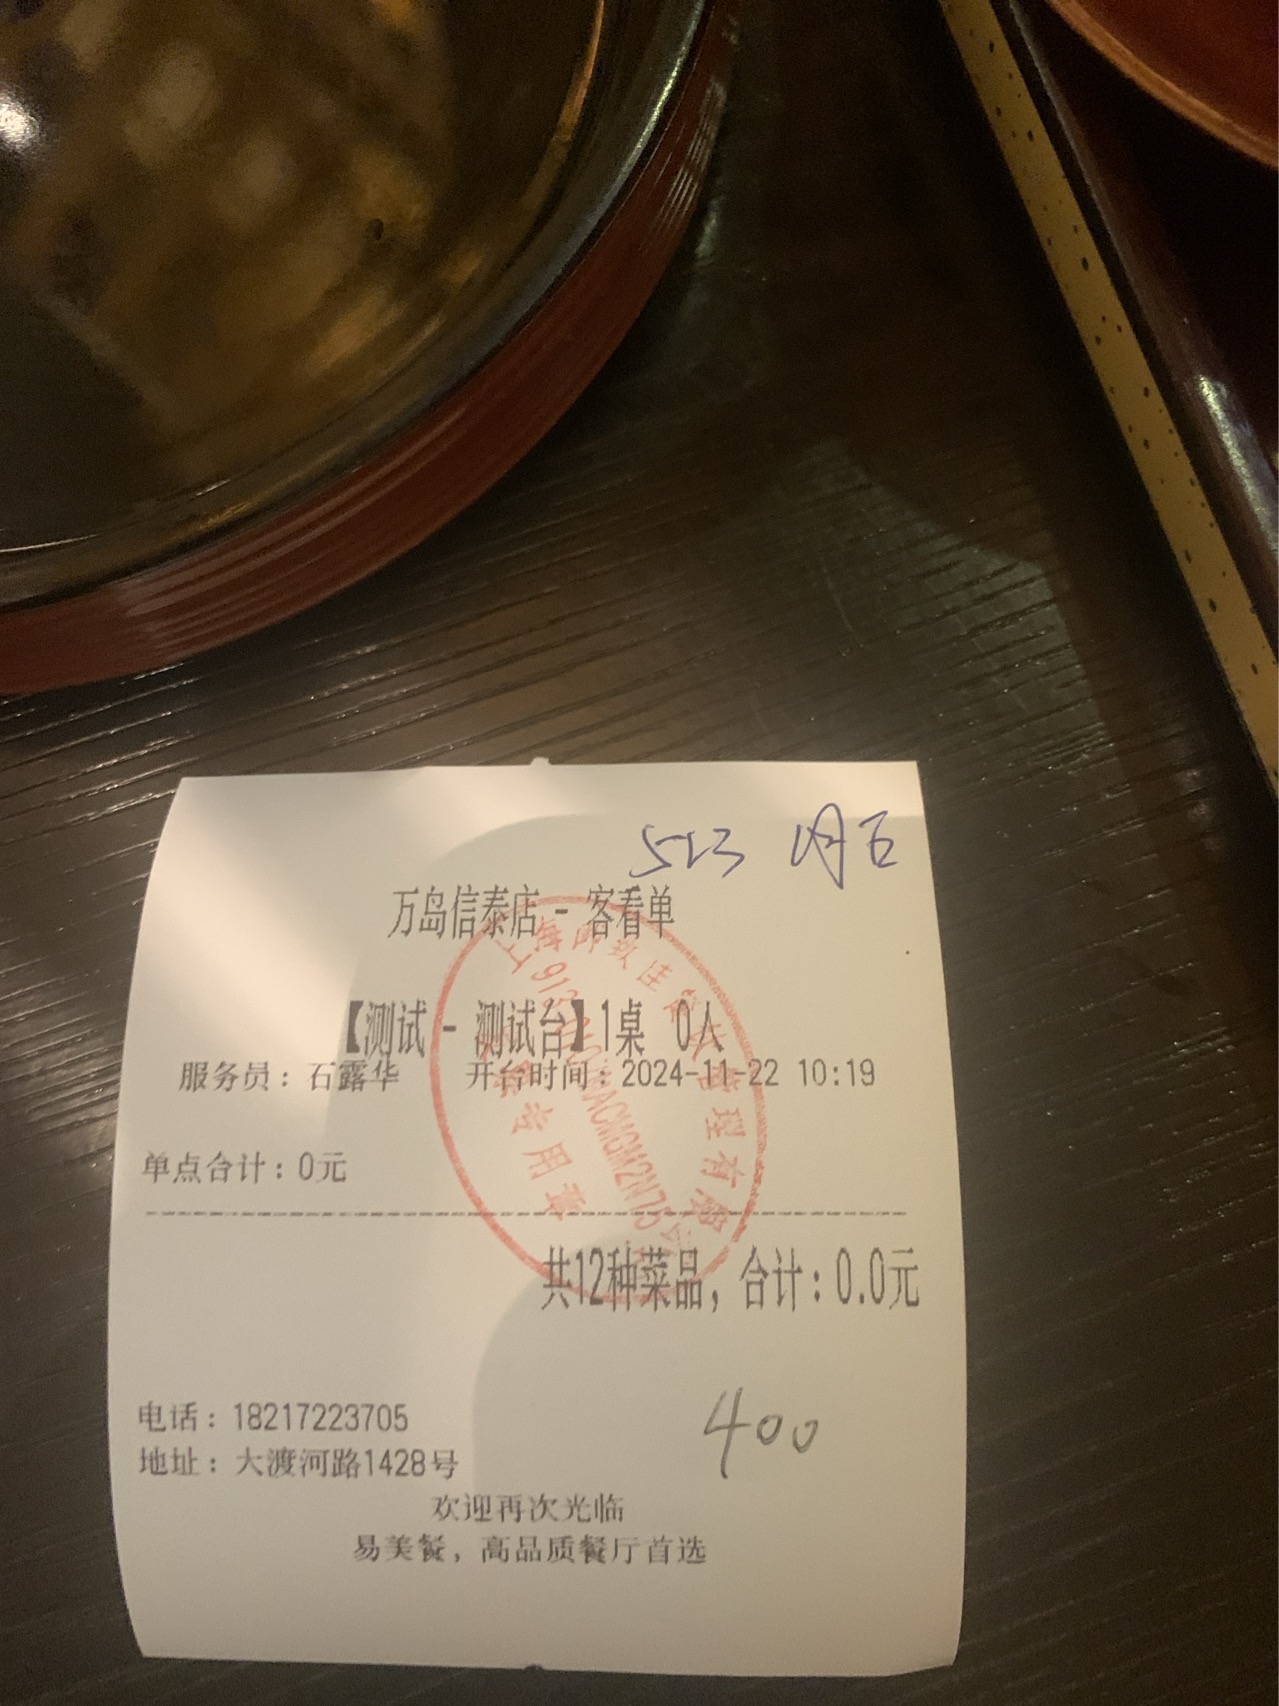 523
万岛信泰店 - 客看单
【测试 - 测试台】1桌 0人
服务员：石露华 开台时间：2024-11-22 10:19
单点合计：0元
共12种菜品，合计：0.0元
400
电话：18217223705
地址：大渡河路1428号
欢迎再次光临
易美餐，高品质餐厅首选
专用章